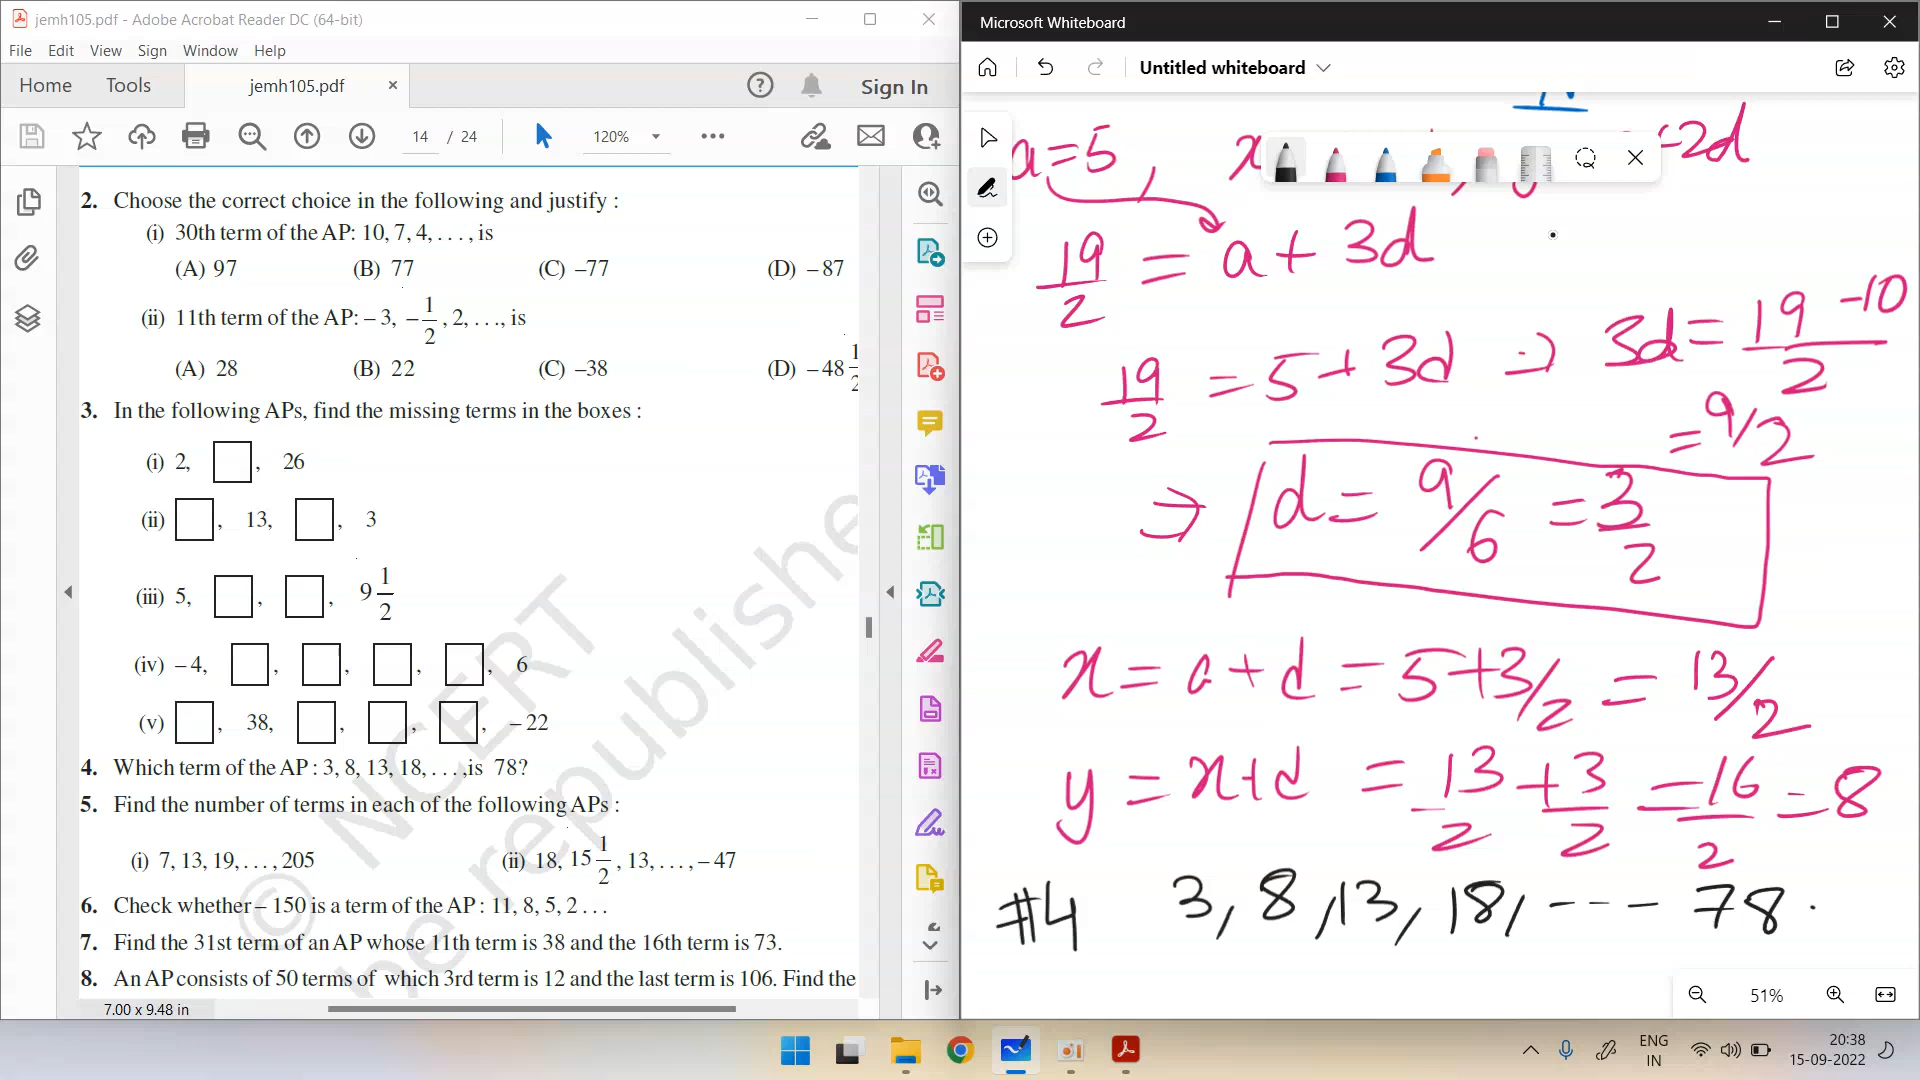 jemh105.pdf - Adobe Acrobat Reader DC (64-bit)
File Edit View Sign Window Help
Home Tools jemh105.pdf × Sign In
14 / 24 120%
2. Choose the correct choice in the following and justify :
(i) 30th term of the AP: 10, 7, 4, . . . , is
(A) 97 (B) 77 (C) –77 (D) – 87
(ii) 11th term of the AP: – 3, –1/2, 2, . . ., is
(A) 28 (B) 22 (C) –38 (D) – 48 1/2
3. In the following APs, find the missing terms in the boxes :
(i) 2, □, 26
(ii) □, 13, □, 3
(iii) 5, □, □, 9 1/2
(iv) – 4, □, □, □, □, 6
(v) □, 38, □, □, □, – 22
4. Which term of the AP : 3, 8, 13, 18, . . . ,is 78?
5. Find the number of terms in each of the following APs :
(i) 7, 13, 19, . . . , 205 (ii) 18, 15 1/2, 13, . . . , – 47
6. Check whether – 150 is a term of the AP : 11, 8, 5, 2 . . .
7. Find the 31st term of an AP whose 11th term is 38 and the 16th term is 73.
8. An AP consists of 50 terms of which 3rd term is 12 and the last term is 106. Find the
© NCERT
be republishe
7.00 x 9.48 in
Microsoft Whiteboard
Untitled whiteboard
a = 5, x +2d
19/2 = a + 3d
19/2 = 5 + 3d ⇒ 3d = 19 - 10/2
= 9/2
⇒ d = 9/6 = 3/2
x = a + d = 5 + 3/2 = 13/2
y = x + d = 13/2 + 3/2 = 16/2 = 8
#4 3, 8, 13, 18, - - - 78.
51%
ENG
IN
20:38
15-09-2022